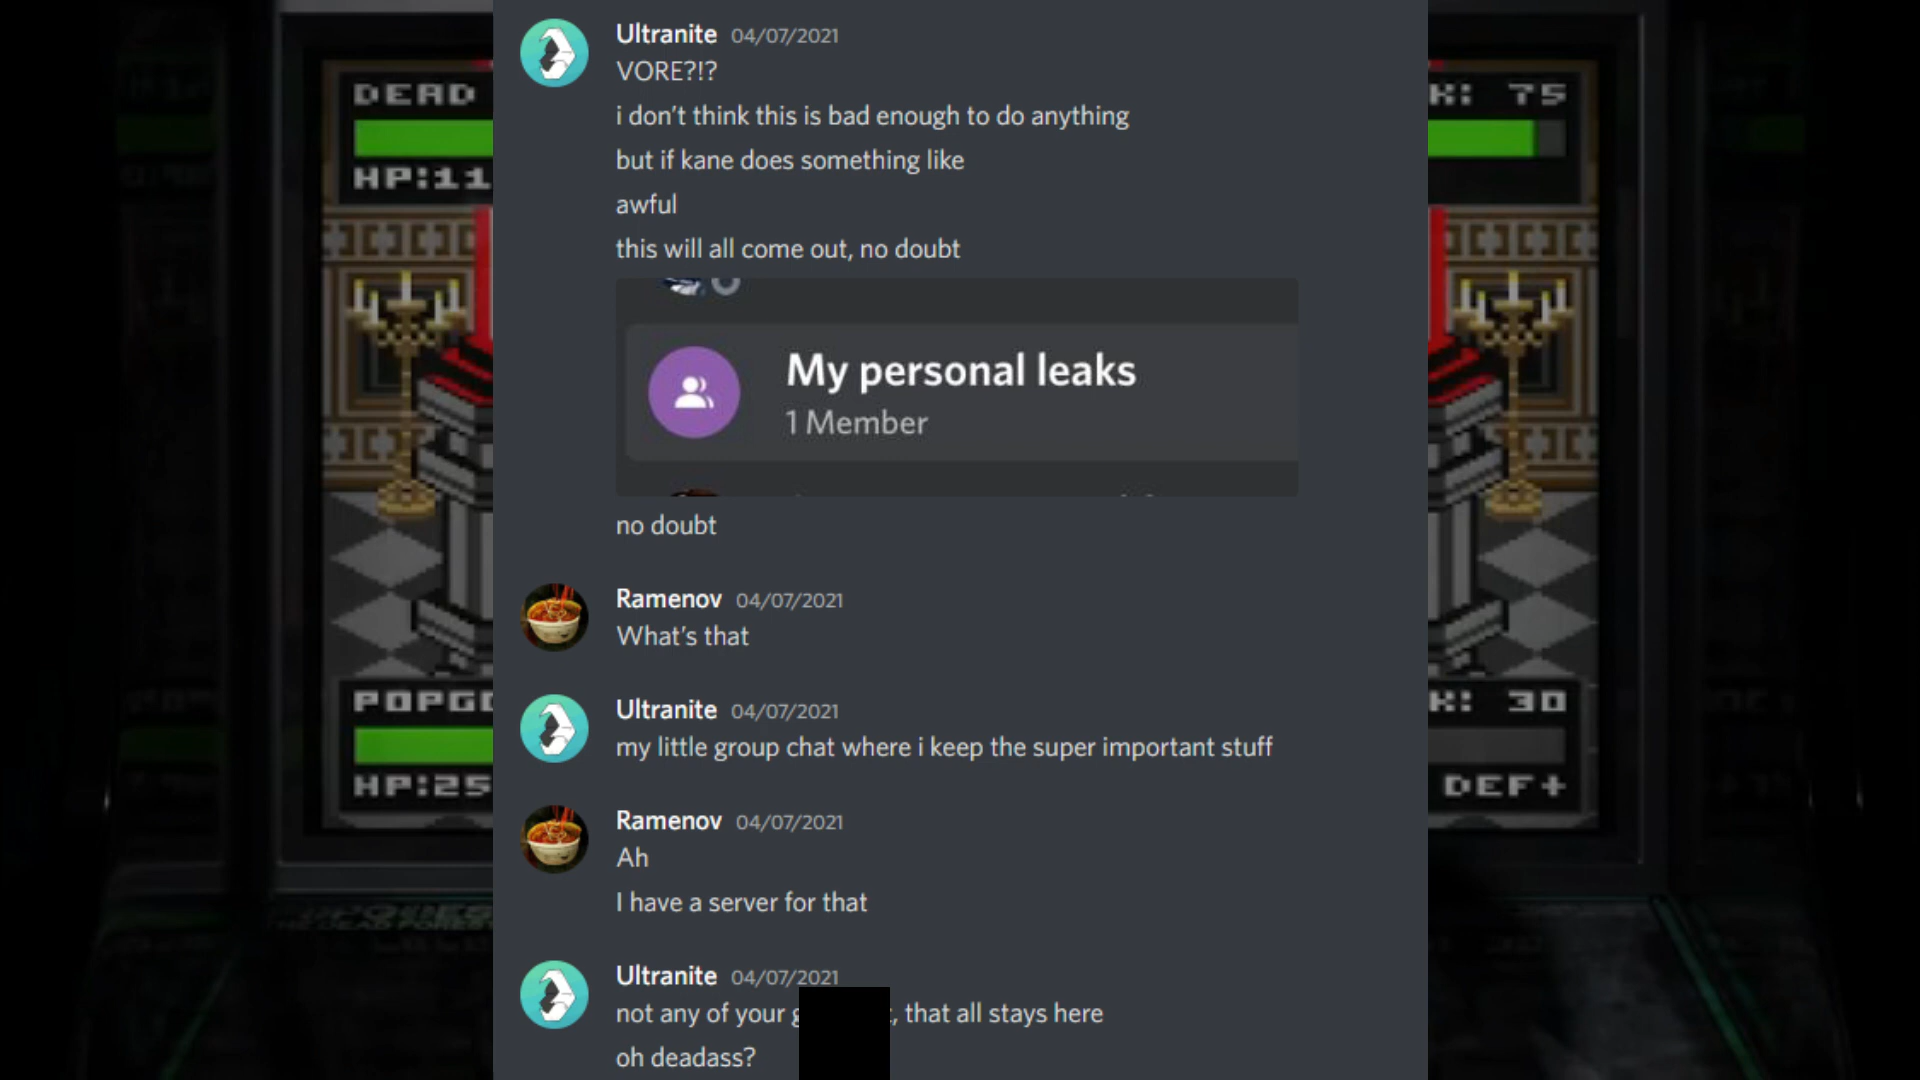 Ultranite 04/07/2021
VORE?!?
i don't think this is bad enough to do anything
but if kane does something like
awful
this will all come out, no doubt
My personal leaks
1 Member
no doubt
Ramenov 04/07/2021
What's that
Ultranite 04/07/2021
my little group chat where i keep the super important stuff
Ramenov 04/07/2021
Ah
I have a server for that
Ultranite 04/07/2021
not any of your , that all stays here
oh deadass?
DEAD
HP:11
K: 75
POPGO
HP:25
K: 30
DEF+